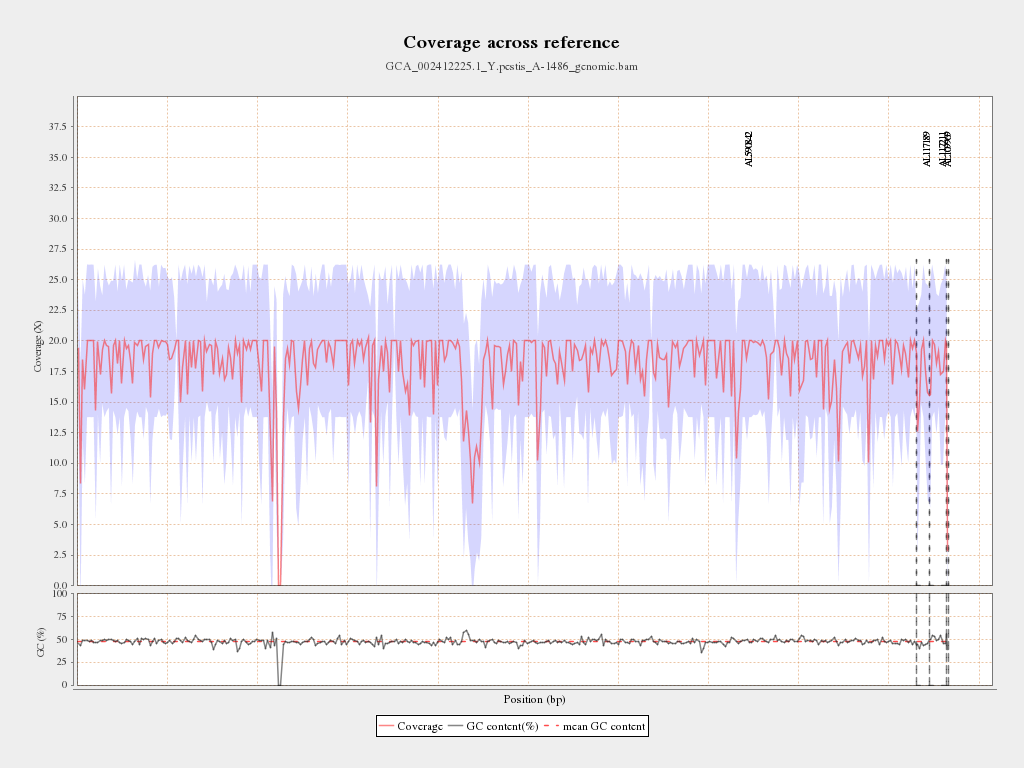 Coverage across reference
GCA_002412225.1_Y.pestis_A-1486_genomic.bam
37.5
35.0
32.5
30.0
27.5
25.0
22.5
20.0
17.5
15.0
12.5
10.0
7.5
5.0
2.5
0.0
Coverage (X)
AL590842
AL117189
AL117211
AL109969
100
75
50
25
0
GC (%)
Position (bp)
Coverage GC content(%) mean GC content